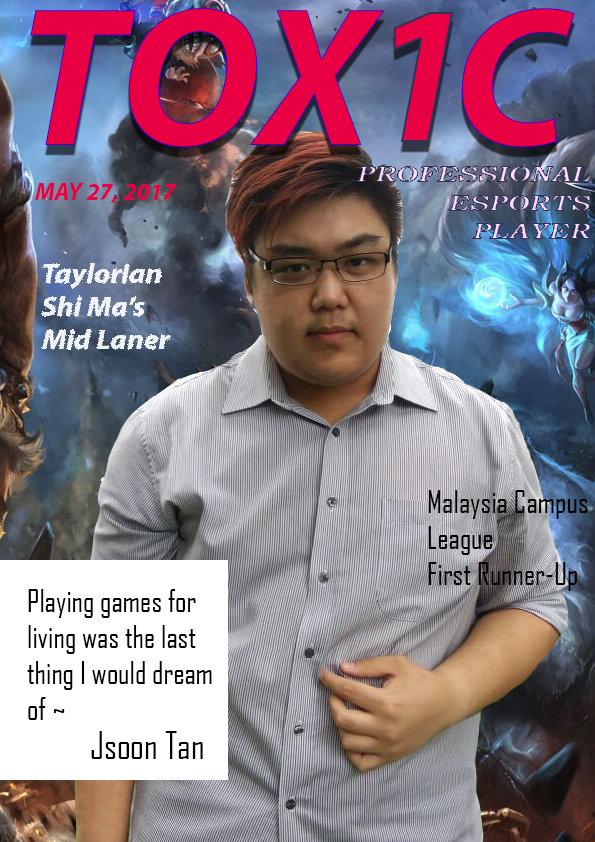 TOX1C
MAY 27, 2017
PROFESSIONAL
ESPORTS
PLAYER
Taylorian
Shi Ma's
Mid Laner
Malaysia Campus
League
First Runner-Up
Playing games for
living was the last
thing I would dream
of ~
Jsoon Tan